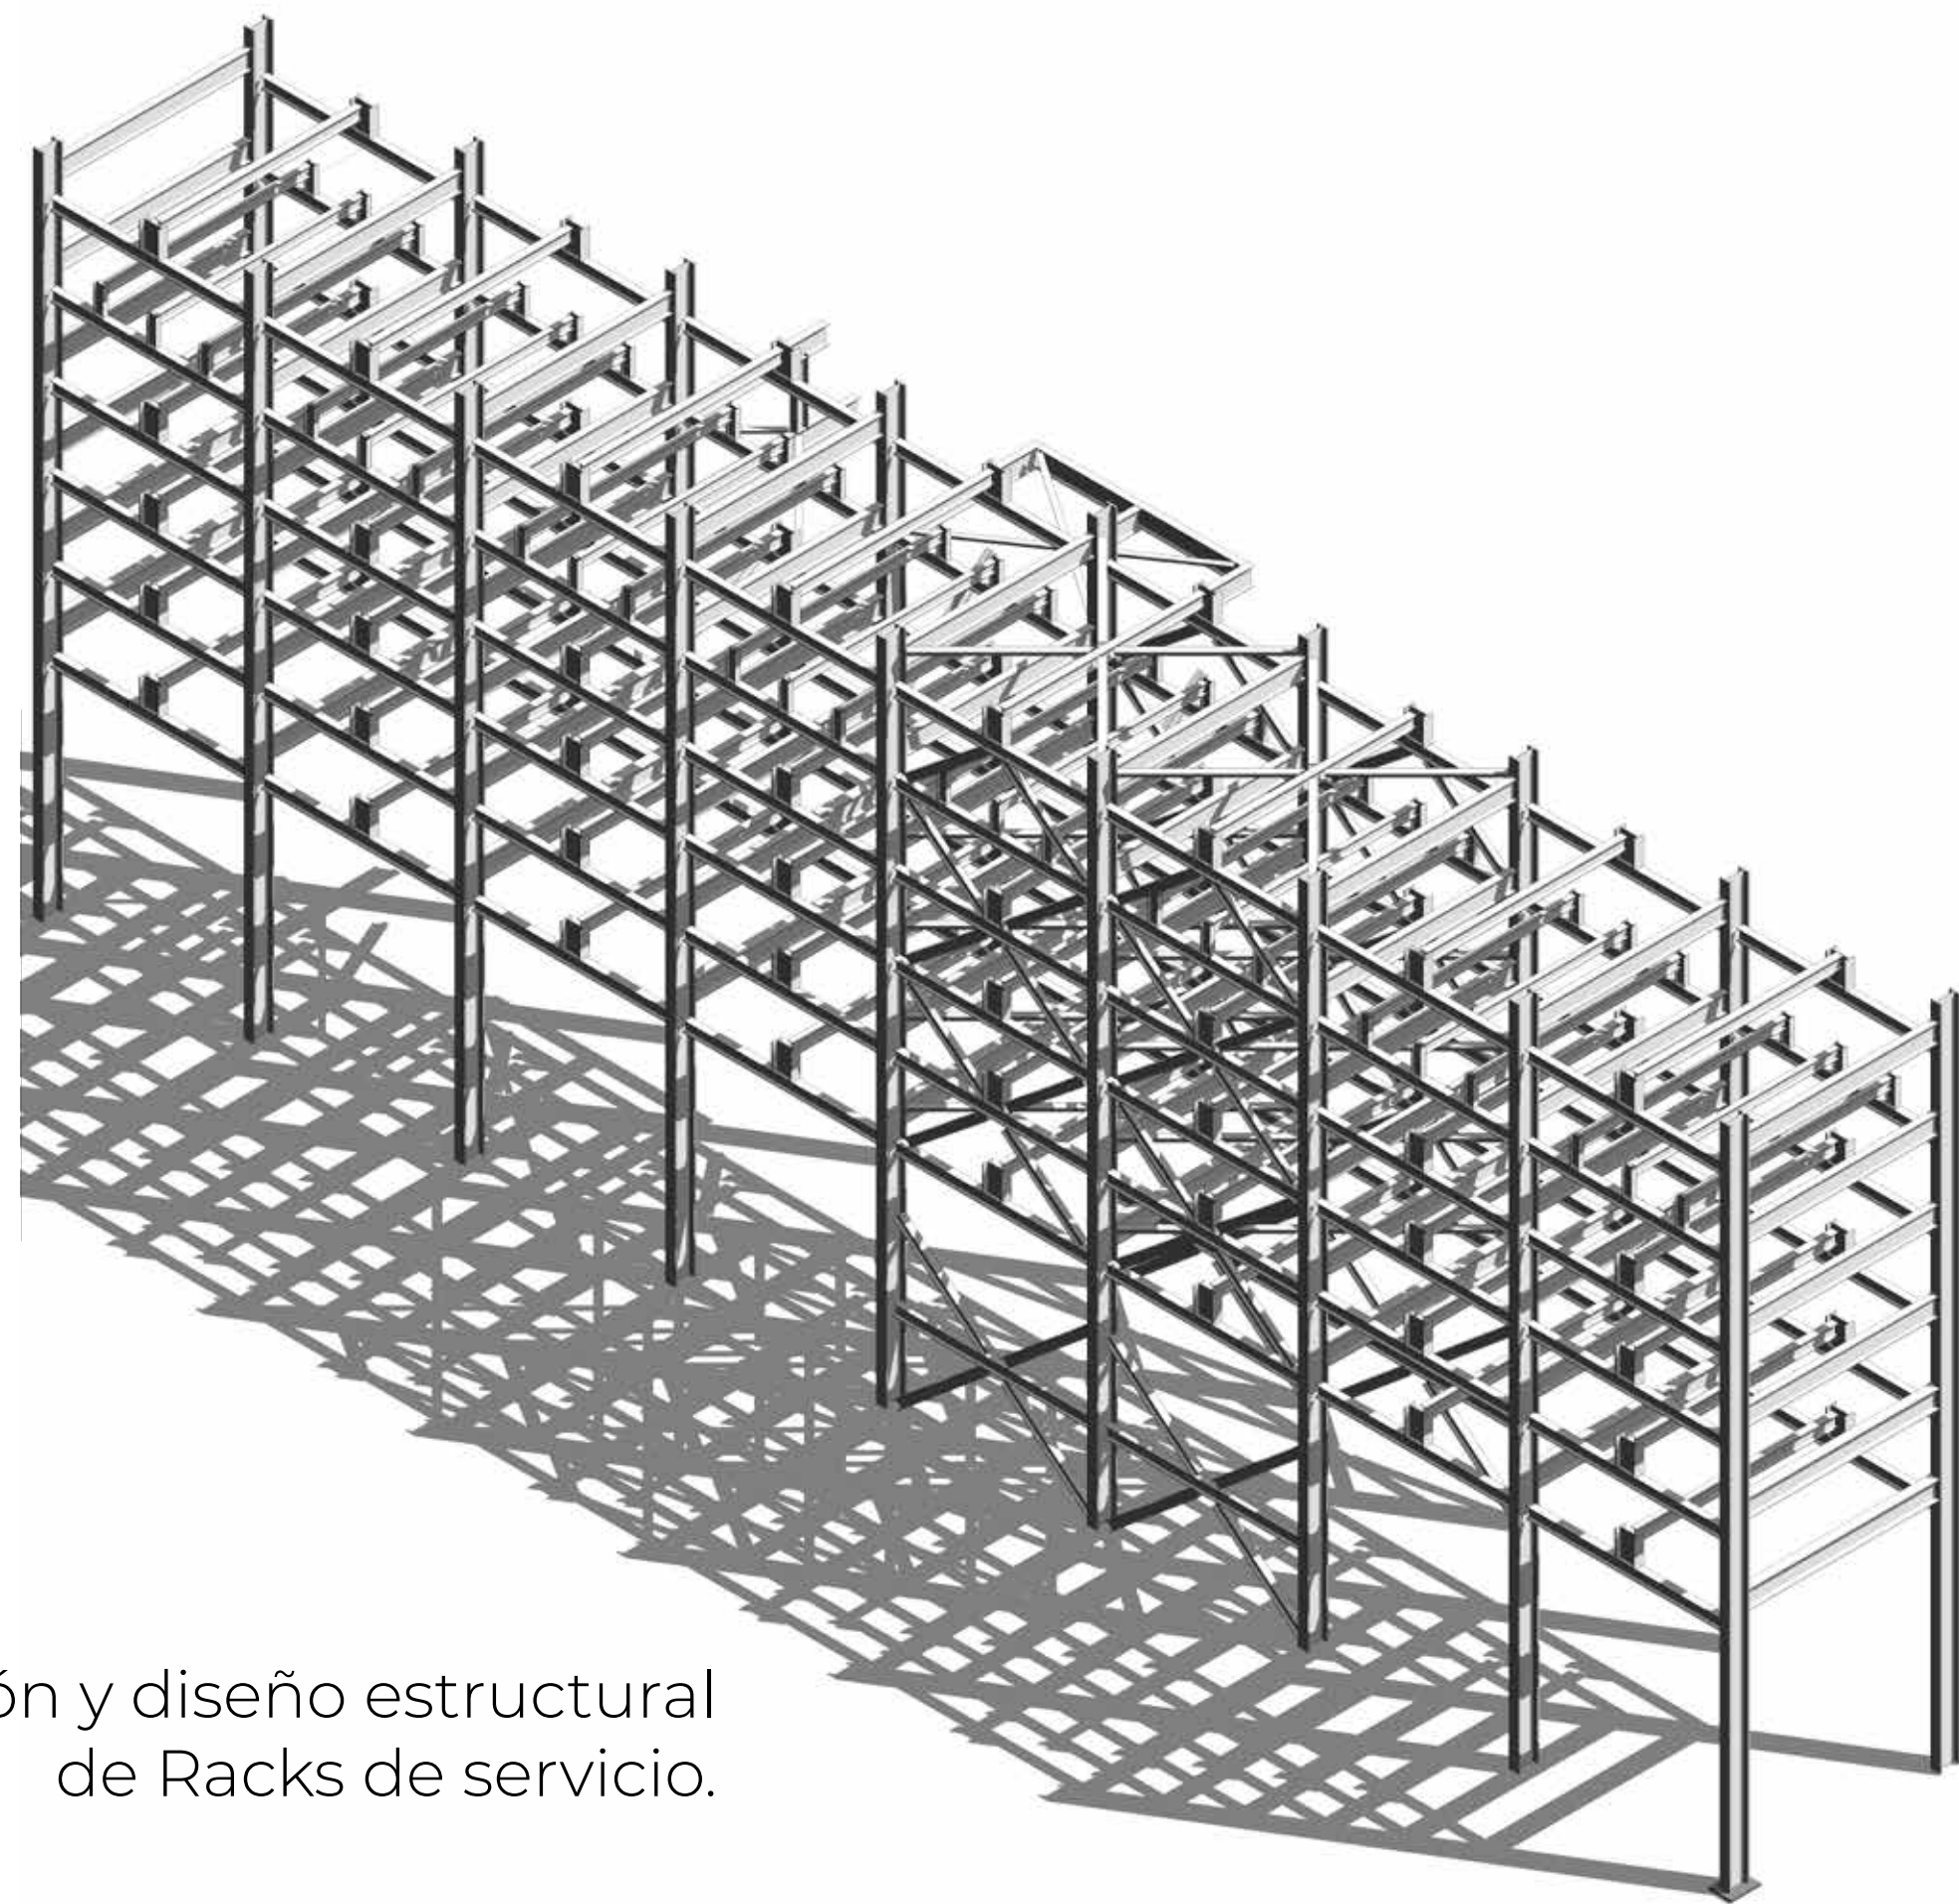 ón y diseño estructural
de Racks de servicio.